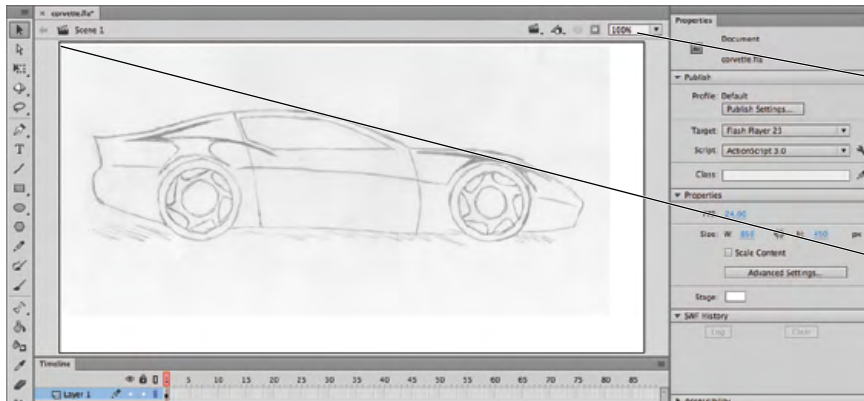 corvette.fla*
Scene 1
100%
Properties
Document
corvette.fla
Publish
Profile: Default
Publish Settings...
Target: Flash Player 23
Script: ActionScript 3.0
Class:
Properties
24.00
Size: W: 850 H: 450 px
Scale Content
Advanced Settings...
Stage:
SWF History
Log Clear
Timeline
5 10 15 20 25 30 35 40 45 50 55 60 65 70 75 80 85
Layer 1
T